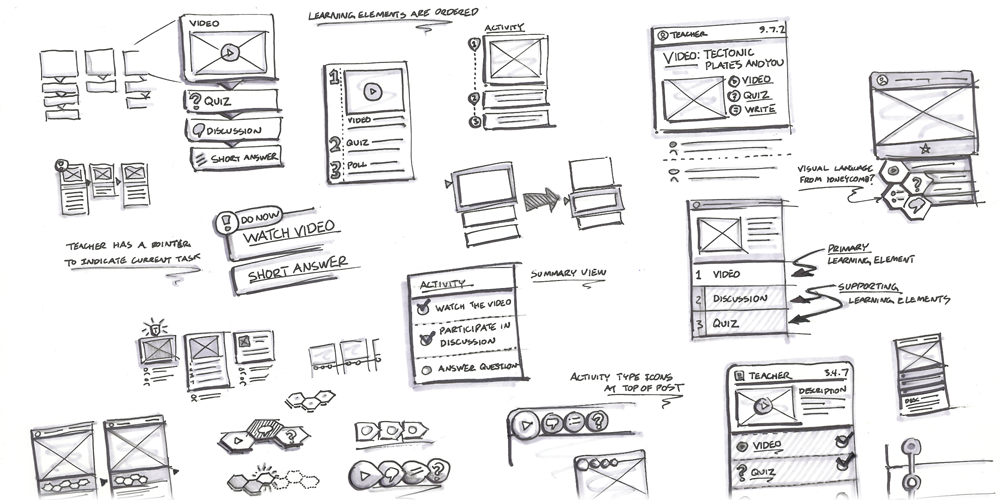 LEARNING ELEMENTS ARE ORDERED
VIDEO
QUIZ
DISCUSSION
SHORT ANSWER
1
VIDEO
2 QUIZ
3 POLL
ACTIVITY
1
2
3
TEACHER 9.7.2
VIDEO: TECTONIC
PLATES AND YOU
VIDEO
QUIZ
WRITE
VISUAL LANGUAGE
FROM HONEYCOMB?
TEACHER HAS A POINTER
TO INDICATE CURRENT TASK
! DO NOW
WATCH VIDEO
SHORT ANSWER
ACTIVITY
WATCH THE VIDEO
PARTICIPATE IN
DISCUSSION
ANSWER QUESTION
SUMMARY VIEW
1 VIDEO
2 DISCUSSION
3 QUIZ
PRIMARY
LEARNING ELEMENT
SUPPORTING
LEARNING ELEMENTS
ACTIVITY TYPE ICONS
AT TOP OF POST
TEACHER 3.4.7
DESCRIPTION
VIDEO
? QUIZ
DESC